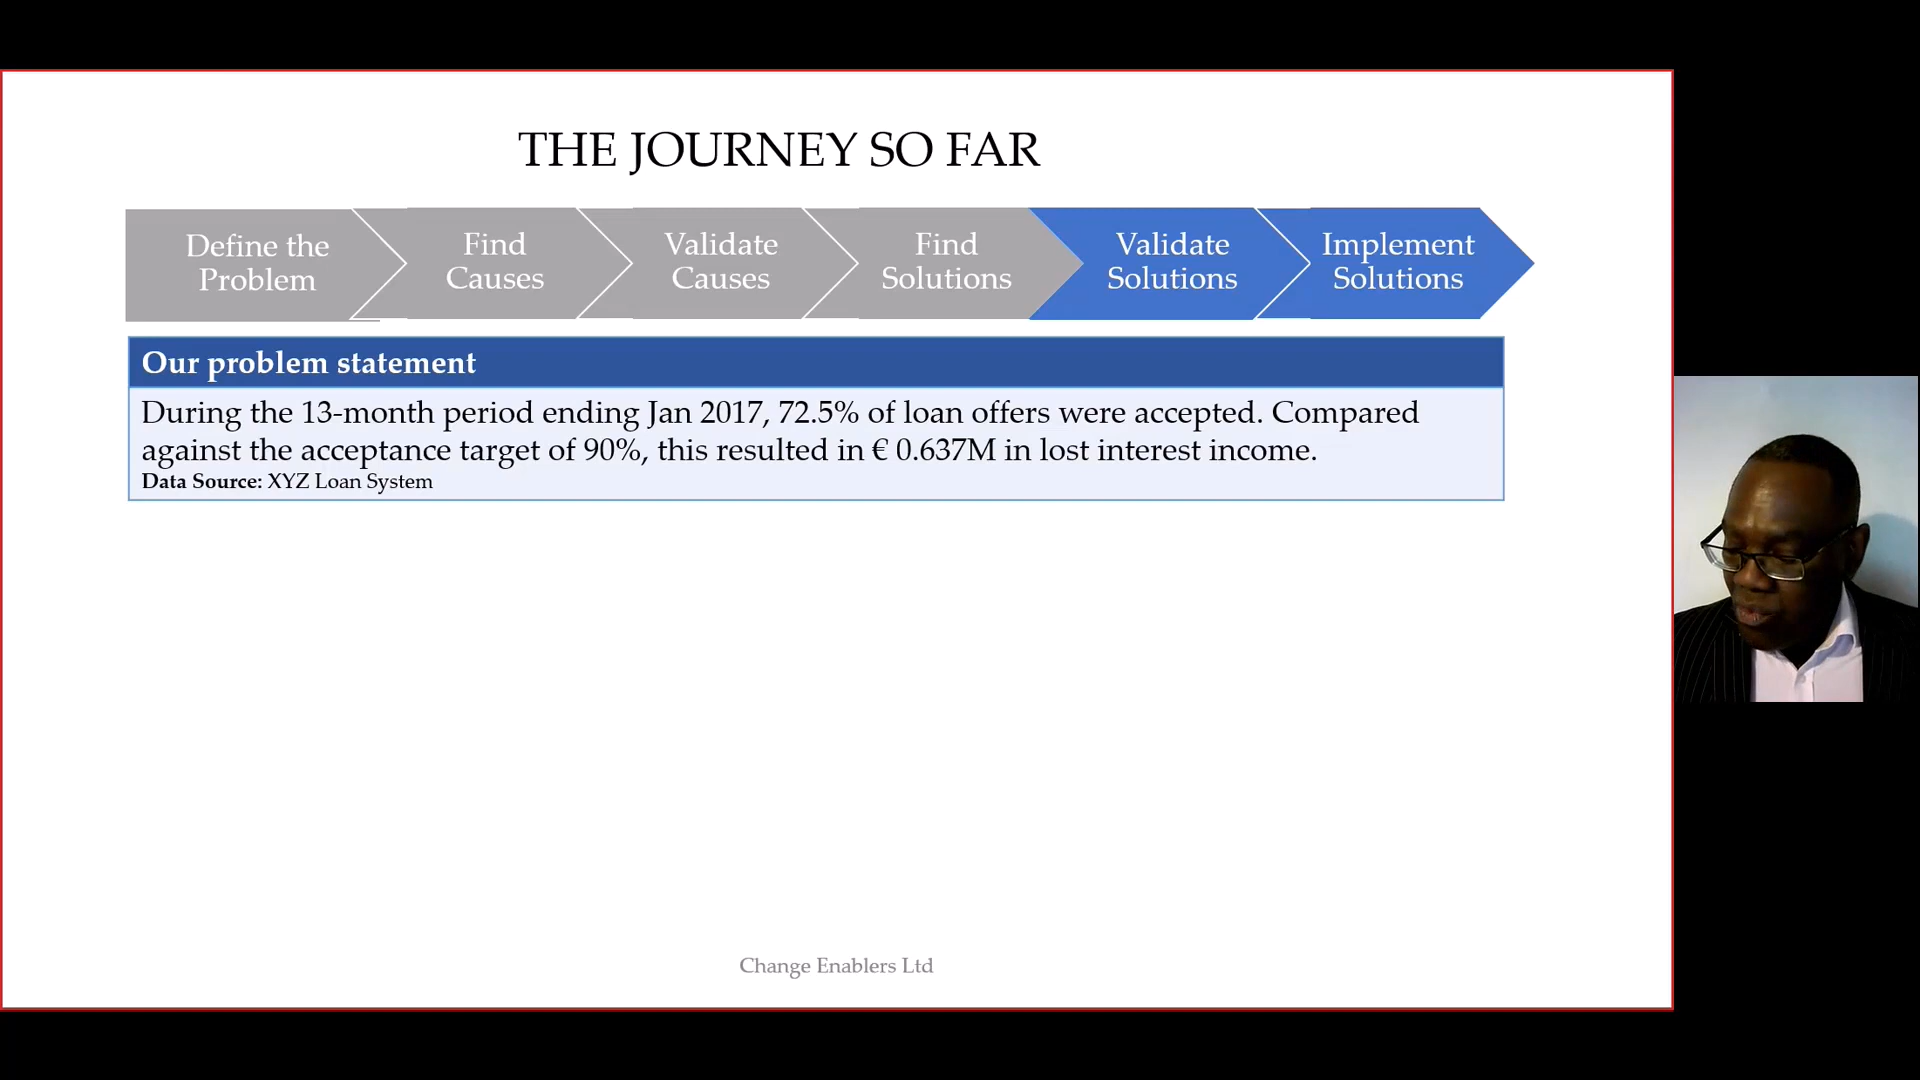 THE JOURNEY SO FAR
Define the
Problem
Find
Causes
Validate
Causes
Find
Solutions
Validate
Solutions
Implement
Solutions
Our problem statement
During the 13-month period ending Jan 2017, 72.5% of loan offers were accepted. Compared
against the acceptance target of 90%, this resulted in € 0.637M in lost interest income.
Data Source: XYZ Loan System
Change Enablers Ltd